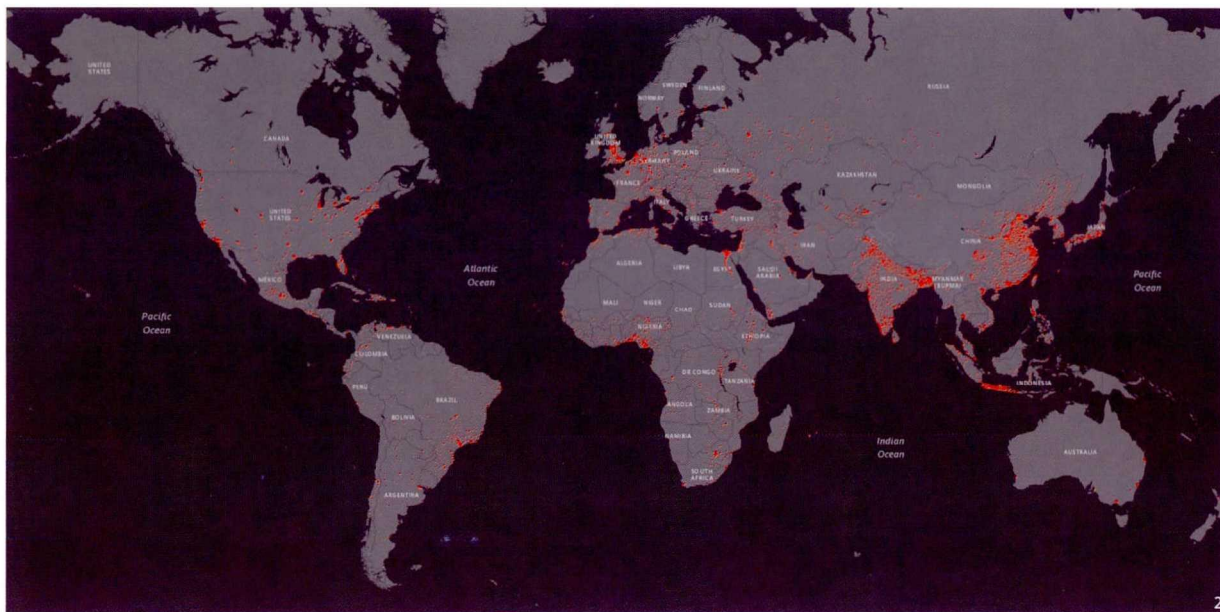 UNITED
STATES
CANADA
UNITED
STATES
MÉXICO
Atlantic
Ocean
Pacific
Ocean
VENEZUELA
COLOMBIA
PERÚ
BRAZIL
BOLIVIA
ARGENTINA
SWEDEN
FINLAND
NORWAY
RUSSIA
UNITED
KINGDOM
GERMANY
POLAND
UKRAINE
FRANCE
ITALY
GREECE
TURKEY
KAZAKHSTAN
MONGOLIA
CHINA
JAPAN
IRAN
ALGERIA
LIBYA
SAUDI
ARABIA
INDIA
MYANMAR
(BURMA)
MALI
NIGER
CHAD
SUDAN
NIGERIA
ETHIOPIA
DR CONGO
TANZANIA
ANGOLA
ZAMBIA
NAMIBIA
SOUTH
AFRICA
Indian
Ocean
INDONESIA
AUSTRALIA
Pacific
Ocean
2